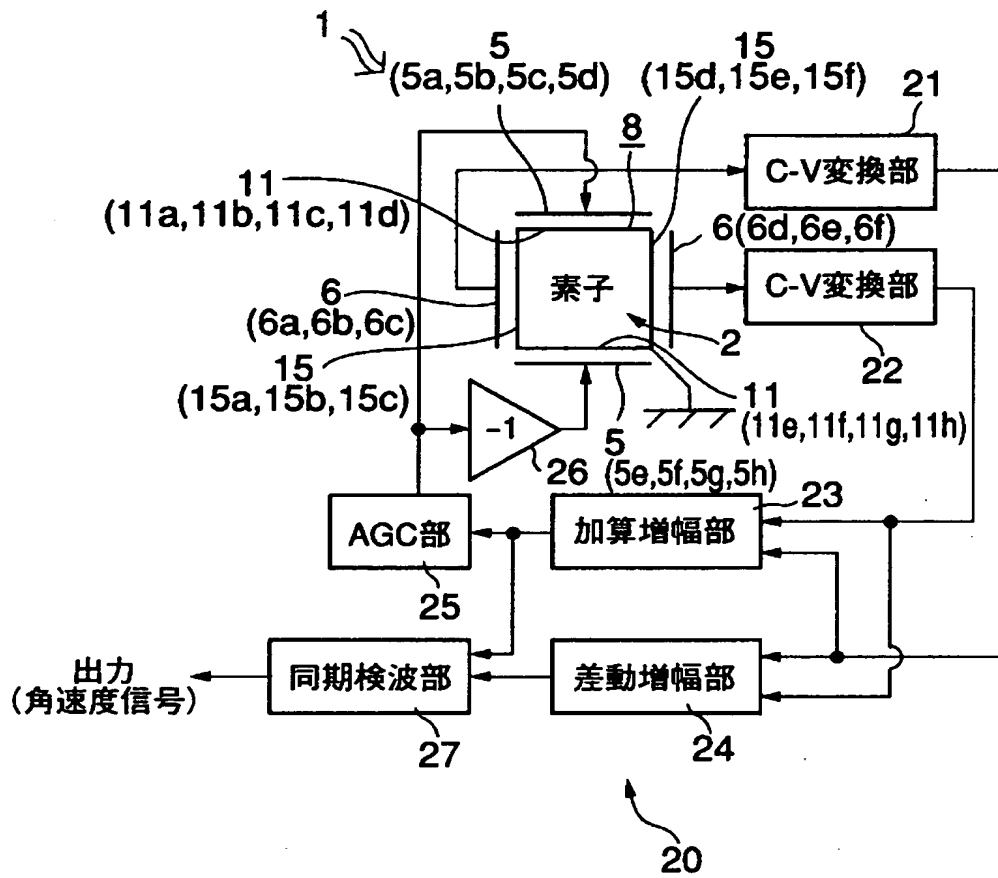 1
5
(5a,5b,5c,5d)
15
(15d,15e,15f)
21
8
C-V変換部
11
(11a,11b,11c,11d)
6(6d,6e,6f)
素子
C-V変換部
6
(6a,6b,6c)
2
22
15
(15a,15b,15c)
11
(11e,11f,11g,11h)
-1
26
5
(5e,5f,5g,5h)
23
AGC部
加算増幅部
25
出力
(角速度信号)
同期検波部
差動増幅部
27
24
20